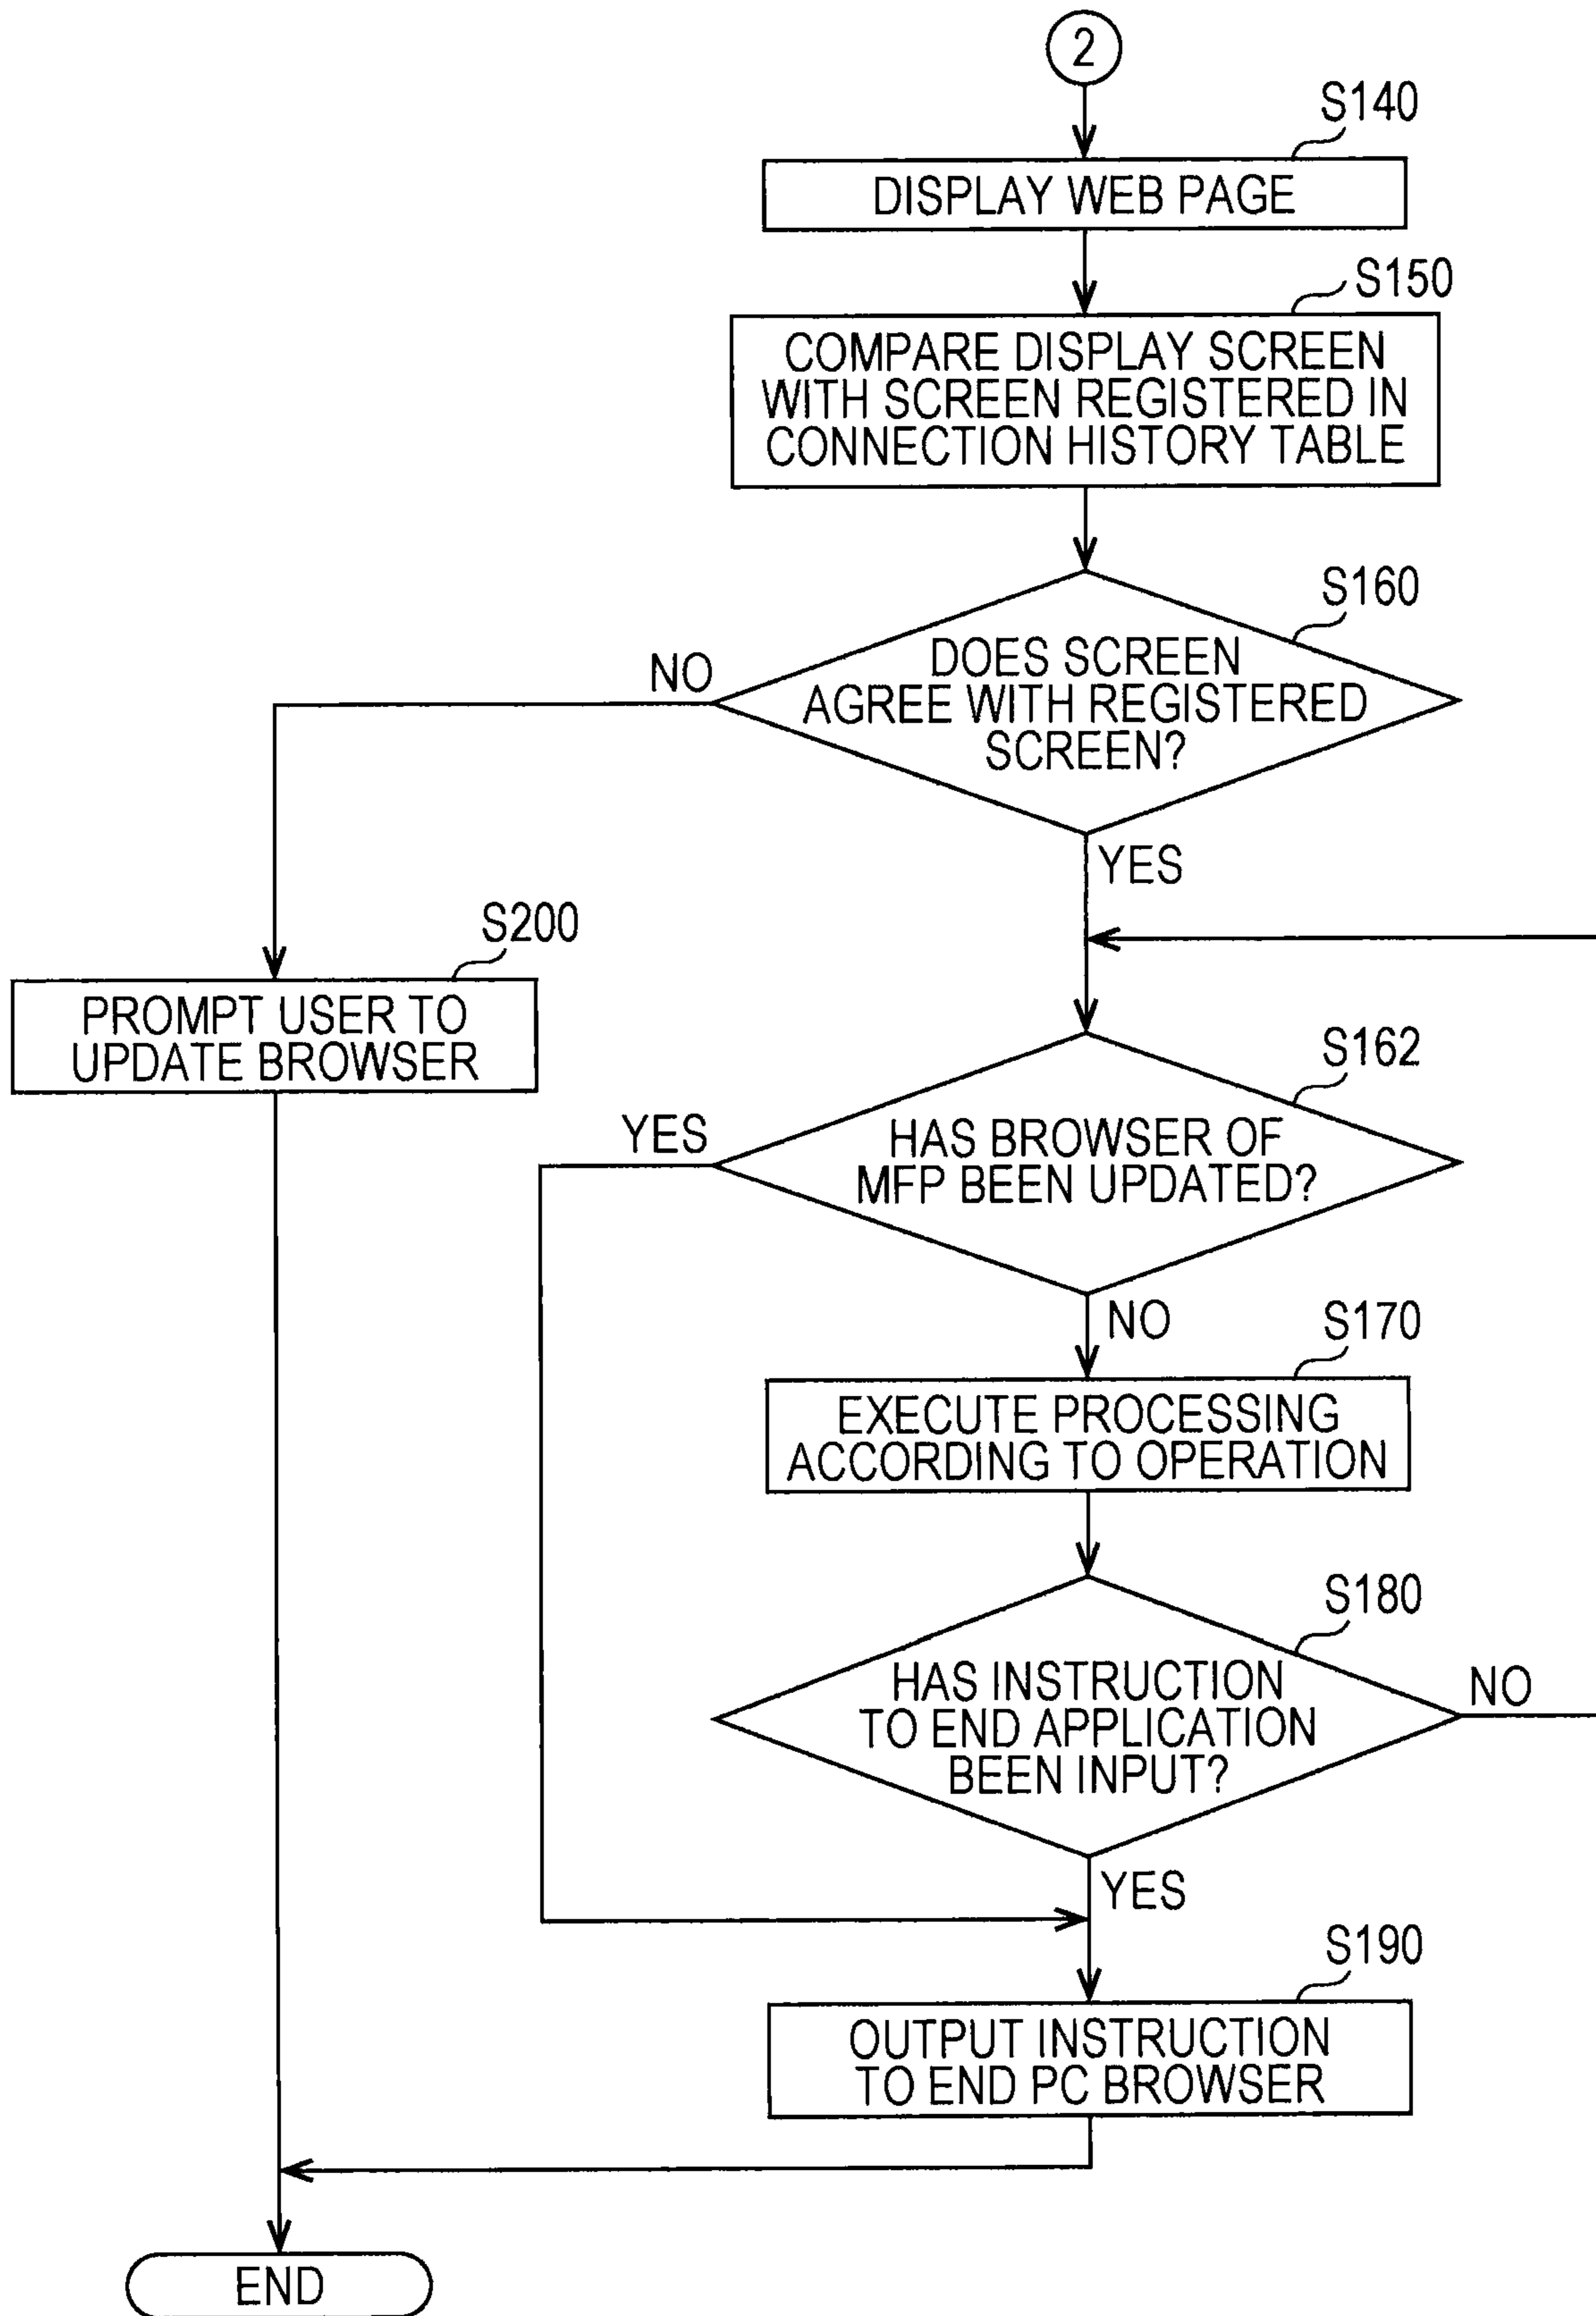 2
S140
DISPLAY WEB PAGE
S150
COMPARE DISPLAY SCREEN
WITH SCREEN REGISTERED IN
CONNECTION HISTORY TABLE
S160
DOES SCREEN
AGREE WITH REGISTERED
SCREEN?
NO
YES
S200
PROMPT USER TO
UPDATE BROWSER
S162
HAS BROWSER OF
MFP BEEN UPDATED?
YES
NO
S170
EXECUTE PROCESSING
ACCORDING TO OPERATION
S180
HAS INSTRUCTION
TO END APPLICATION
BEEN INPUT?
NO
YES
S190
OUTPUT INSTRUCTION
TO END PC BROWSER
END